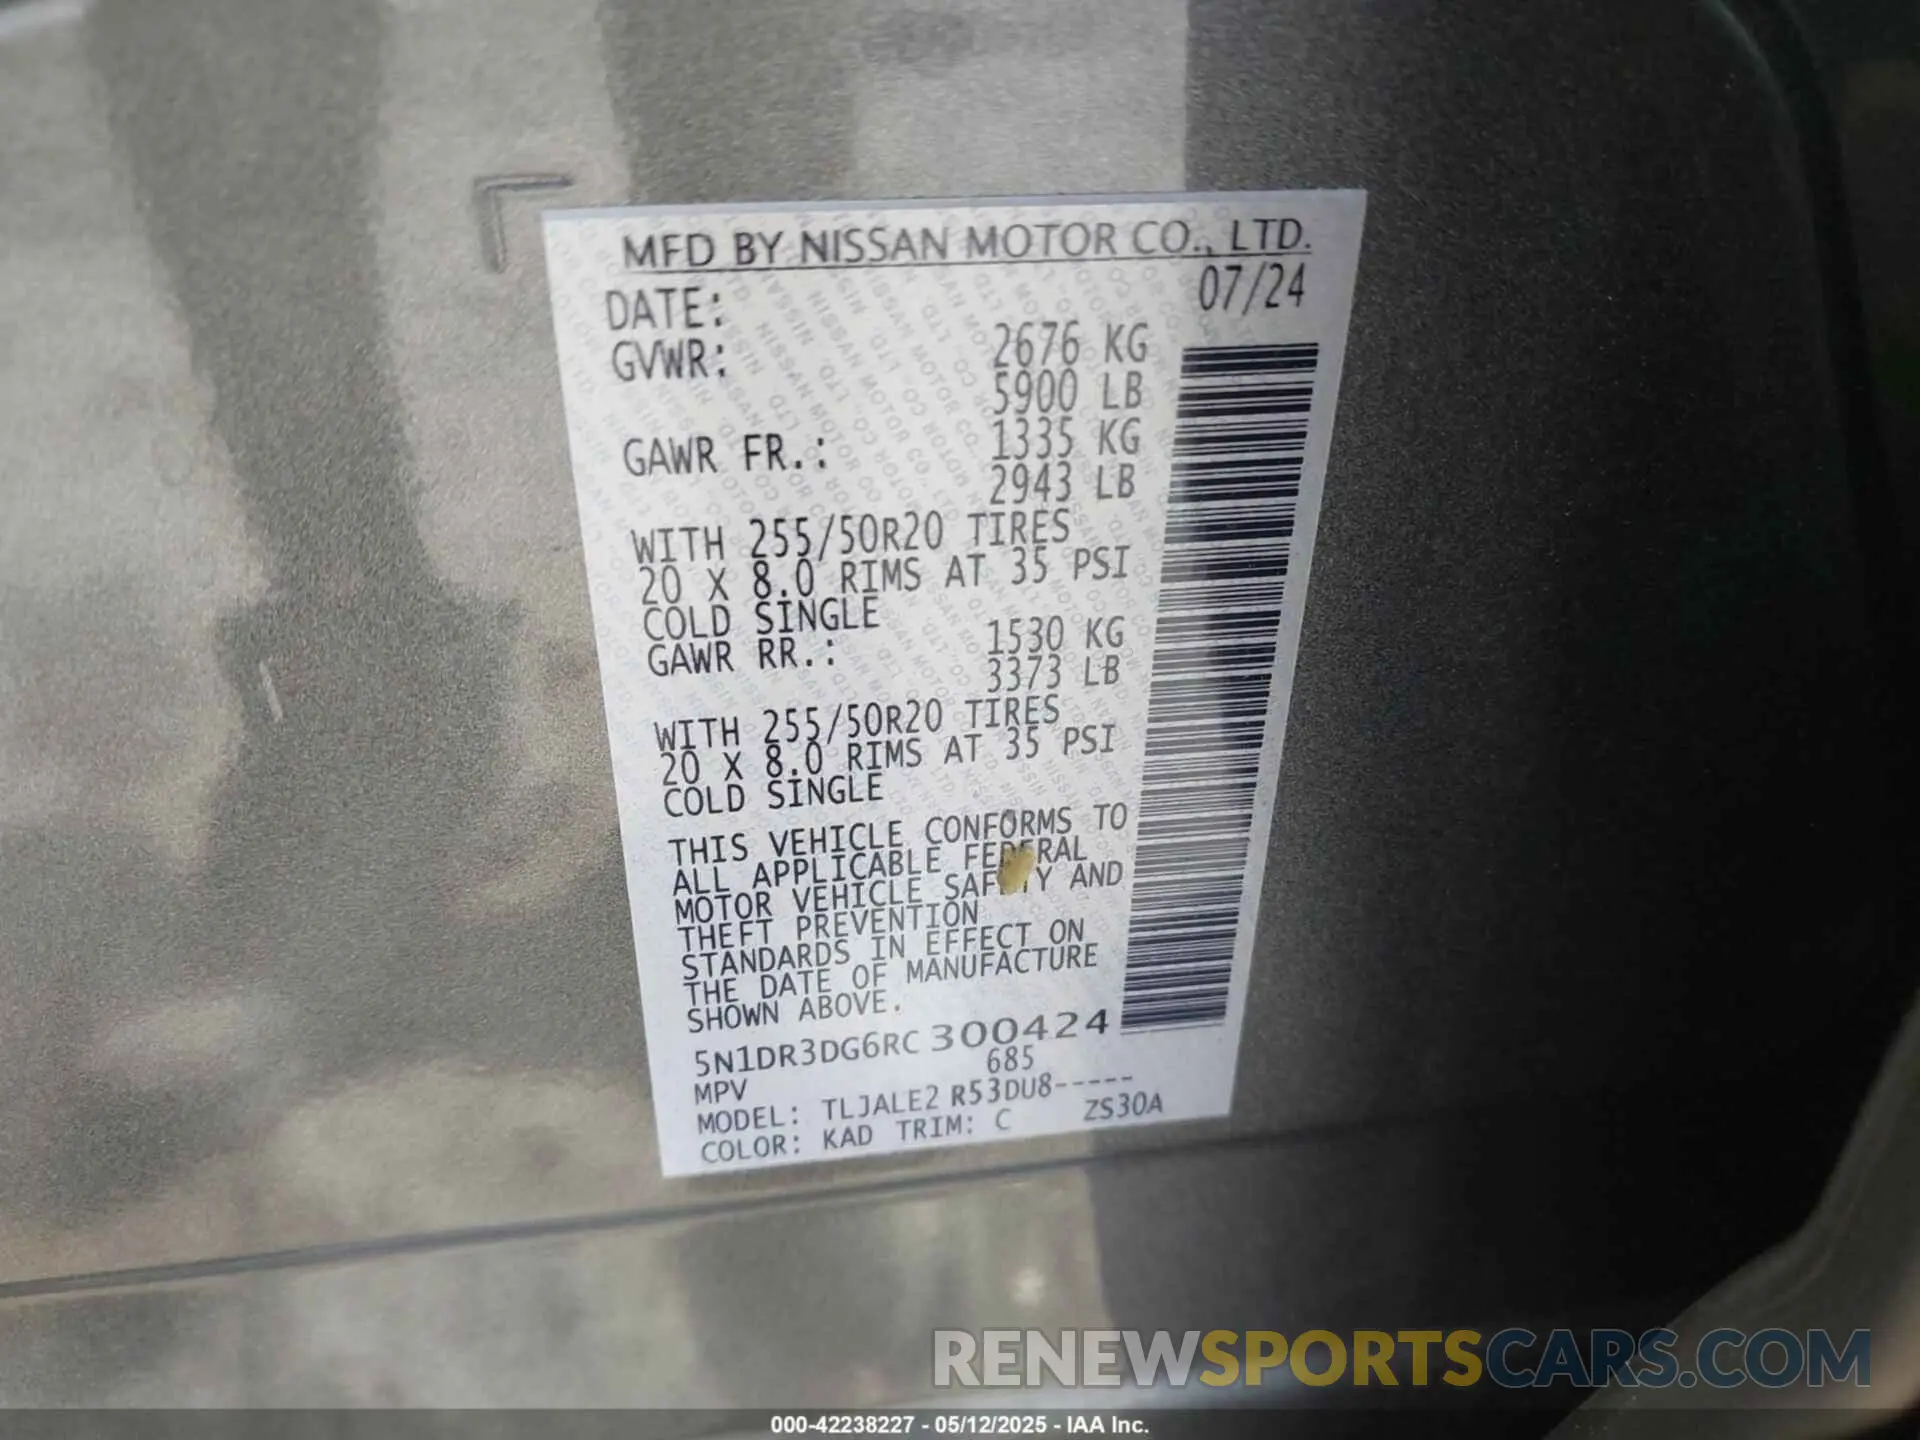 MFD BY NISSAN MOTOR CO., LTD.
DATE: 07/24
GVWR: 2676 KG
5900 LB
GAWR FR.: 1335 KG
2943 LB
WITH 255/50R20 TIRES
20 X 8.0 RIMS AT 35 PSI
COLD SINGLE
GAWR RR.: 1530 KG
3373 LB
WITH 255/50R20 TIRES
20 X 8.0 RIMS AT 35 PSI
COLD SINGLE
THIS VEHICLE CONFORMS TO
ALL APPLICABLE FEDERAL
MOTOR VEHICLE SAFETY AND
THEFT PREVENTION
STANDARDS IN EFFECT ON
THE DATE OF MANUFACTURE
SHOWN ABOVE.
5N1DR3DG6RC300424
685
MPV
MODEL: TLJALE2 R53DU8-----
COLOR: KAD TRIM: C ZS30A
RENEWSPORTSCARS.COM
000-42238227 - 05/12/2025 - IAA Inc.